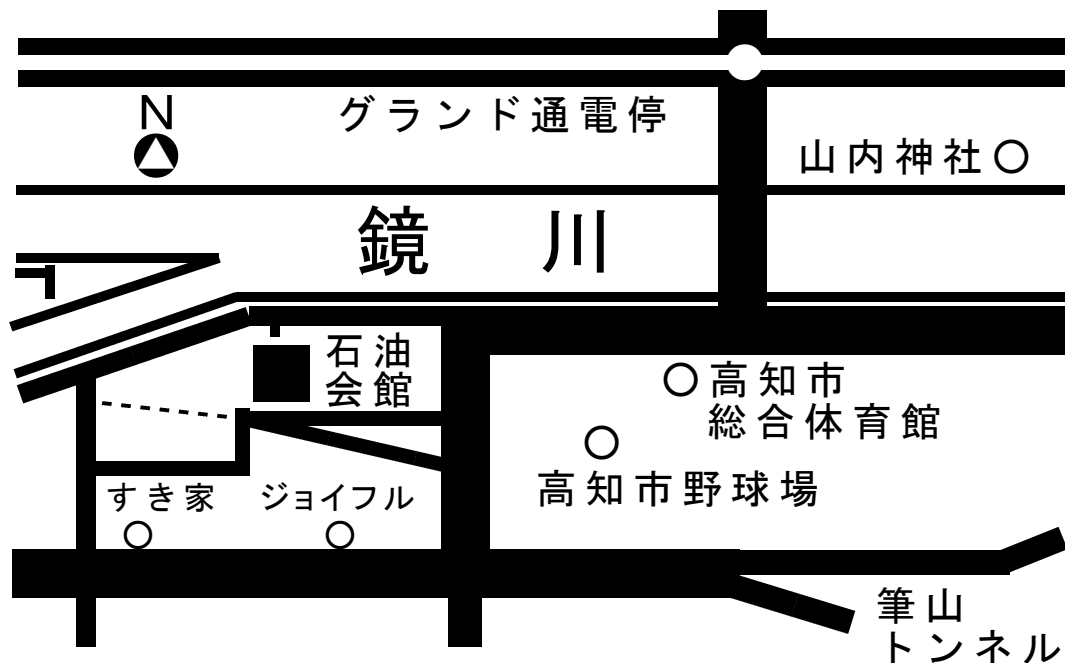 N
グランド通電停
山内神社
鏡川
石油
会館
高知市
総合体育館
高知市野球場
すき家
ジョイフル
筆山
トンネル